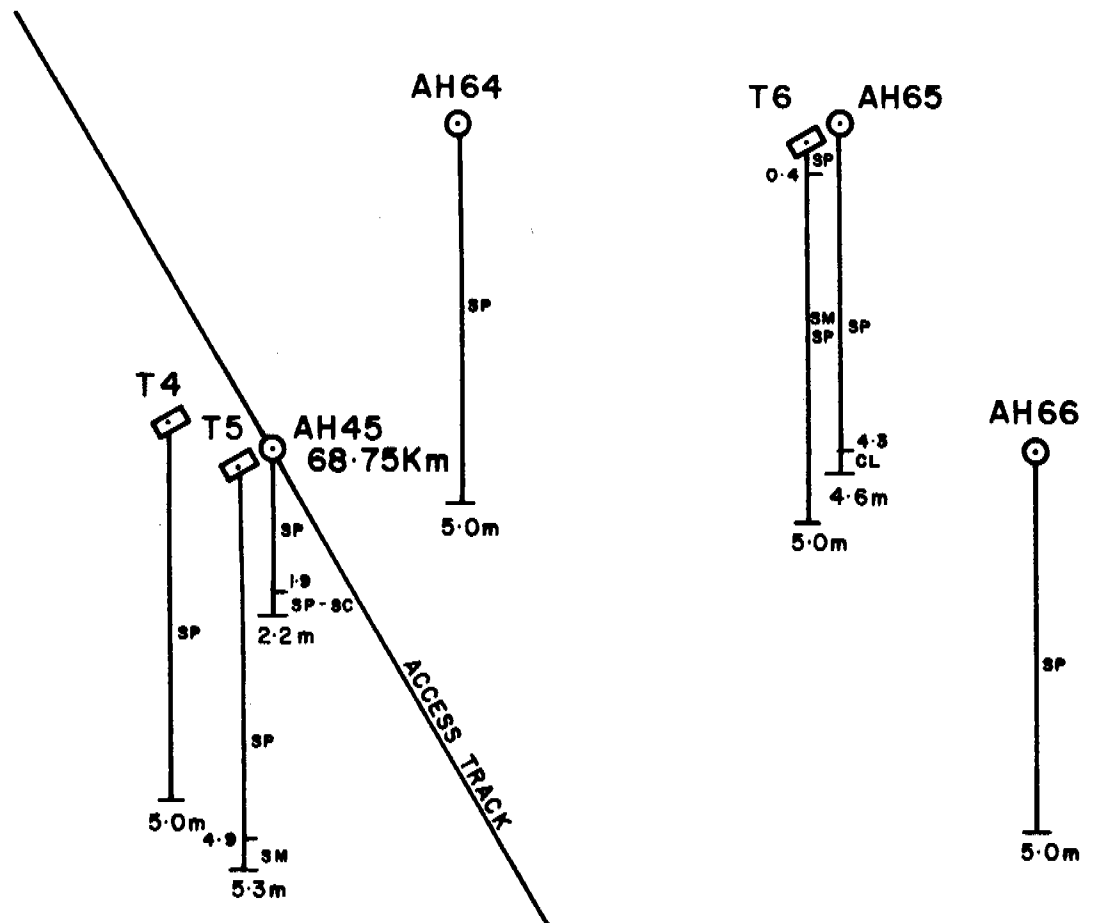 AH64
SP
5·0m
T6
AH65
SP
0·4
SM
SP
SP
4·3
CL
4·6m
5·0m
T4
T5
AH45
68·75Km
SP
1·9
SP-SC
2·2m
SP
5·0m
SP
4·9
SM
5·3m
ACCESS TRACK
AH66
SP
5·0m